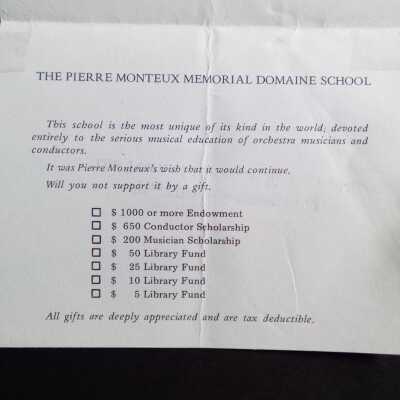 THE PIERRE MONTEUX MEMORIAL DOMAINE SCHOOL
This school is the most unique of its kind in the world; devoted
entirely to the serious musical education of orchestra musicians and
conductors.
It was Pierre Monteux's wish that it would continue.
Will you not support it by a gift.
☐ $ 1000 or more Endowment
☐ $ 650 Conductor Scholarship
☐ $ 200 Musician Scholarship
☐ $ 50 Library Fund
☐ $ 25 Library Fund
☐ $ 10 Library Fund
☐ $ 5 Library Fund
All gifts are deeply appreciated and are tax deductible.